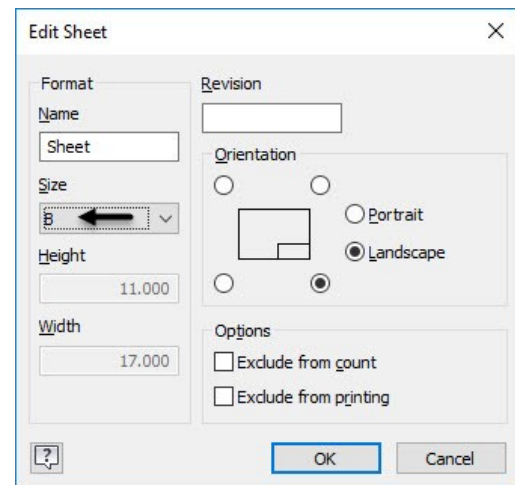 Edit Sheet
Format
Name
Sheet
Size
B
Height
11.000
Width
17.000
Revision
Orientation
Portrait
Landscape
Options
Exclude from count
Exclude from printing
?
OK
Cancel